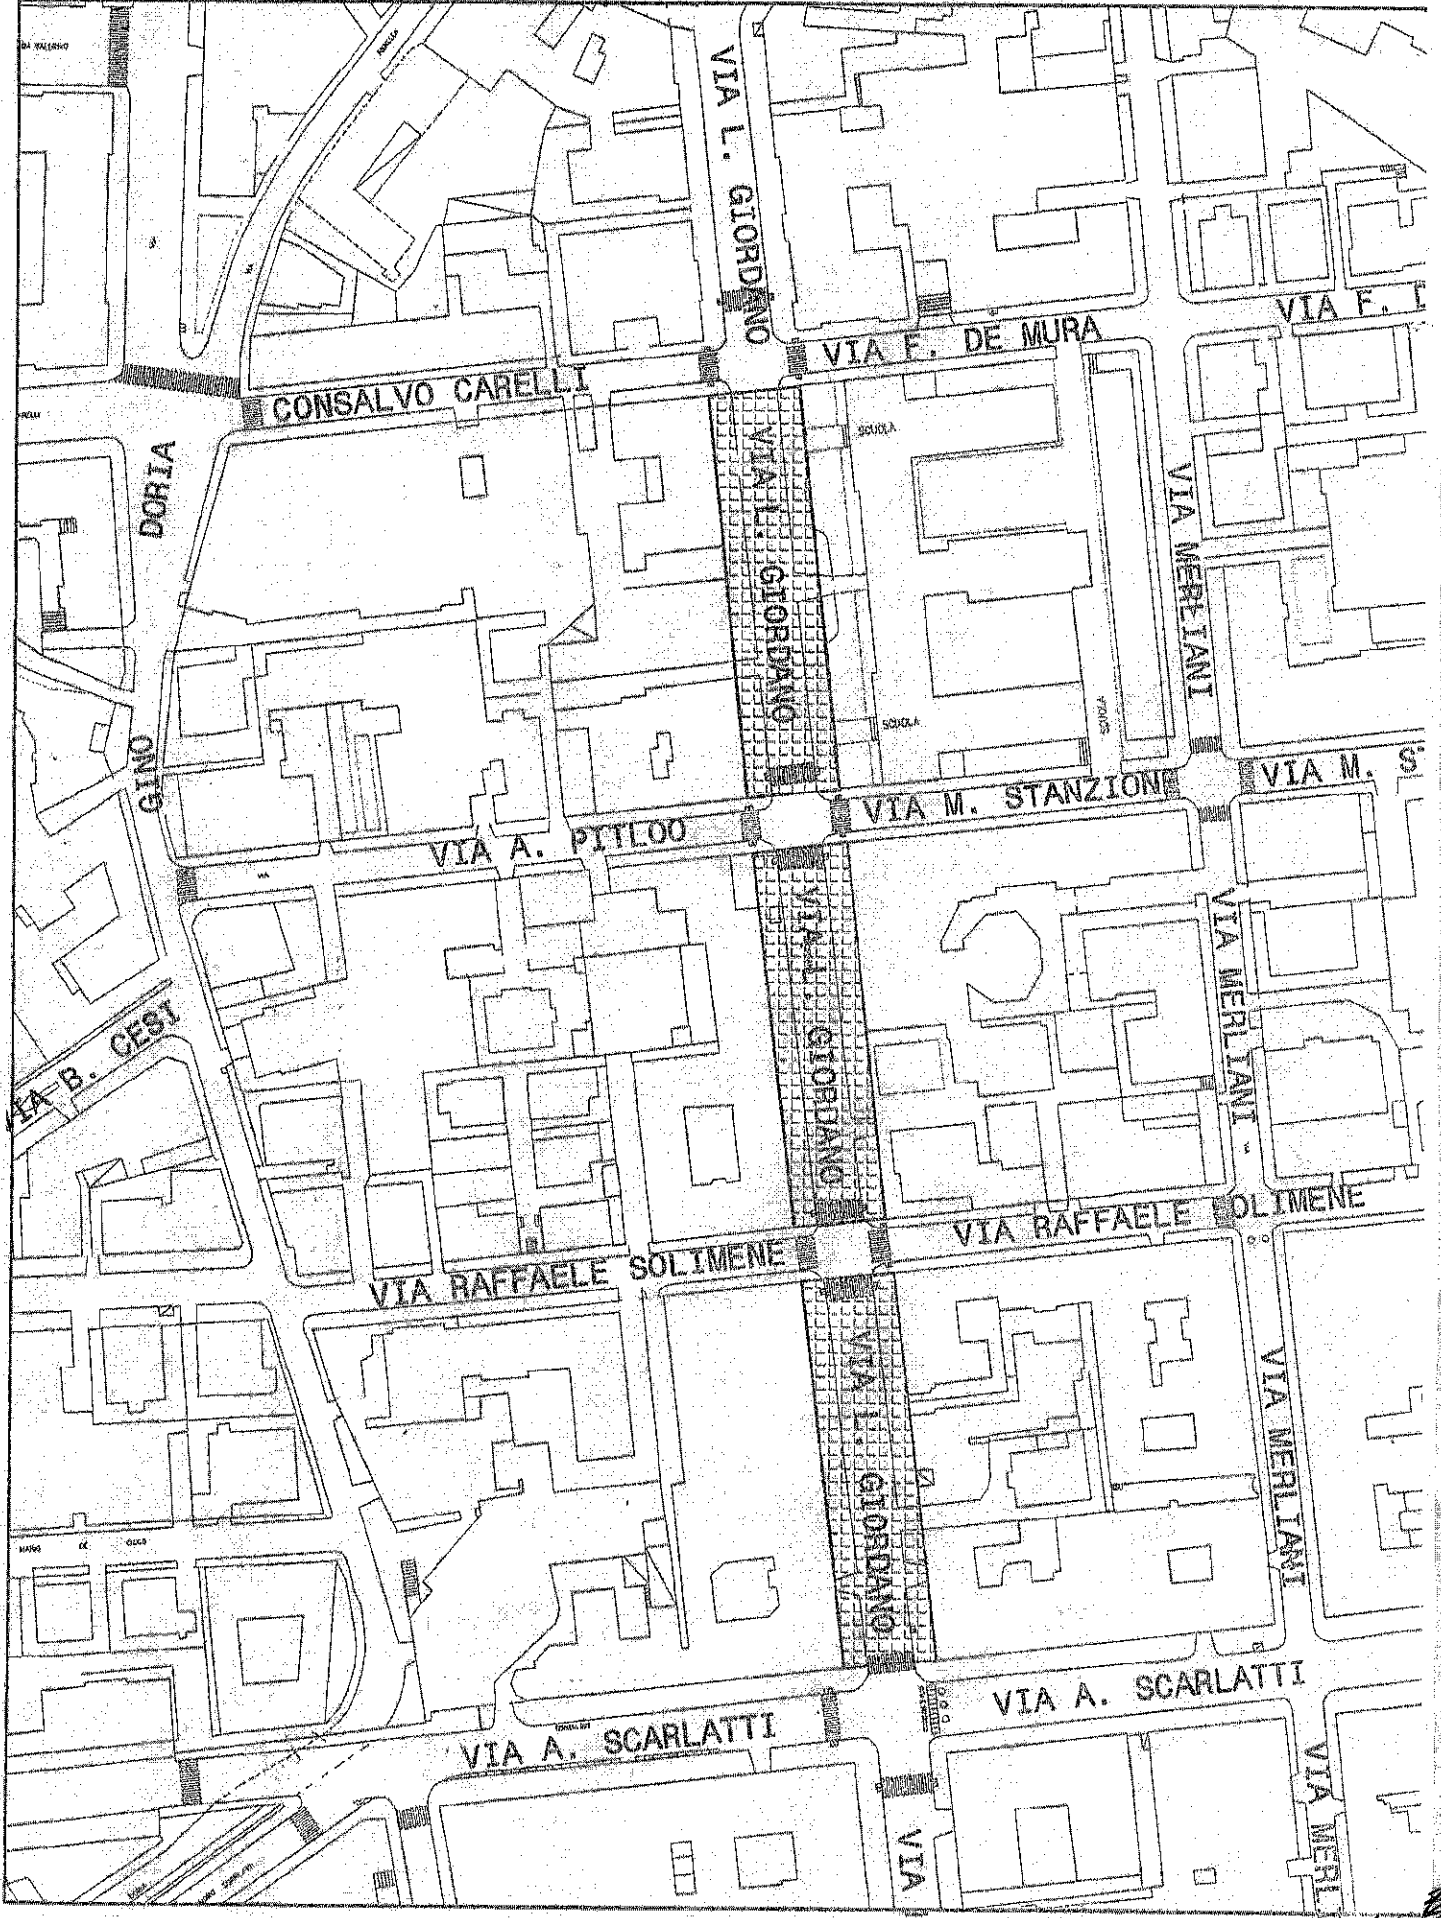 VIA L. GIORDANO
VIA F. D
VIA F. DE MURA
CONSALVO CARELLI
SCUOLA
DORIA
VIA L. GIORDANO
VIA MERLIANI
SCUOLA
SCUOLA
GINO
VIA M. S
VIA M. STANZIONE
VIA A. PITLOO
VIA
VIA L. GIORDANO
VIA MERLIANI
VIA B. CESI
VIA RAFFAELE SOLIMENE
VIA RAFFAELE SOLIMENE
VIA L. GIORDANO
VIA MERLIANI
VIA A. SCARLATTI
VIA A. SCARLATTI
VIA
VIA MERL